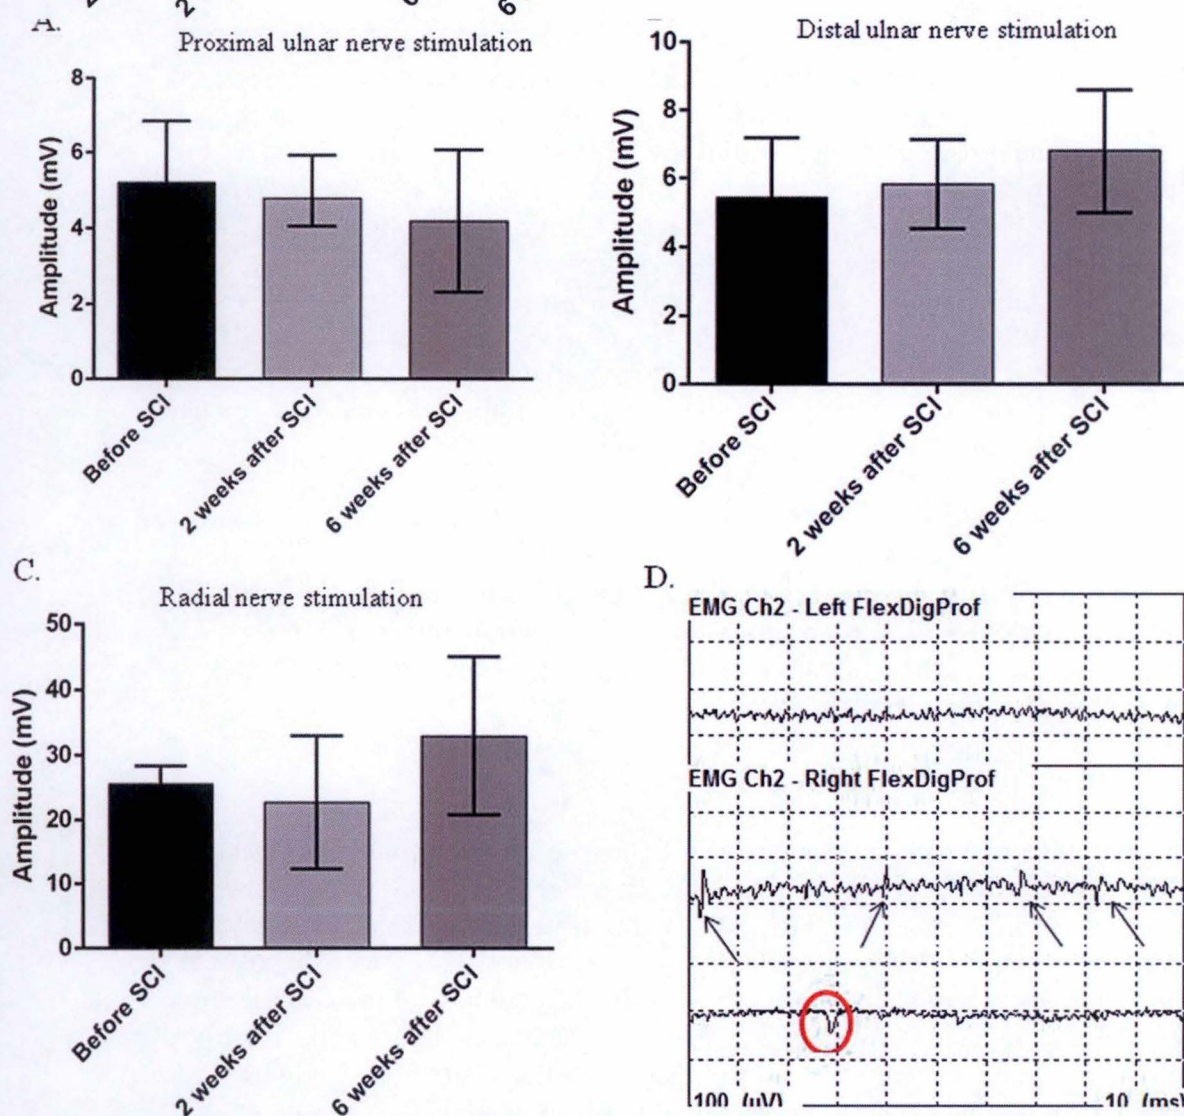 A.
Proximal ulnar nerve stimulation
8
6
4
2
0
Amplitude (mV)
Before SCI
2 weeks after SCI
6 weeks after SCI
Distal ulnar nerve stimulation
10
8
6
4
2
0
Amplitude (mV)
Before SCI
2 weeks after SCI
6 weeks after SCI
C.
Radial nerve stimulation
50
40
30
20
10
0
Amplitude (mV)
Before SCI
2 weeks after SCI
6 weeks after SCI
D.
EMG Ch2 - Left FlexDigProf
EMG Ch2 - Right FlexDigProf
100 (µV)
10 (ms)